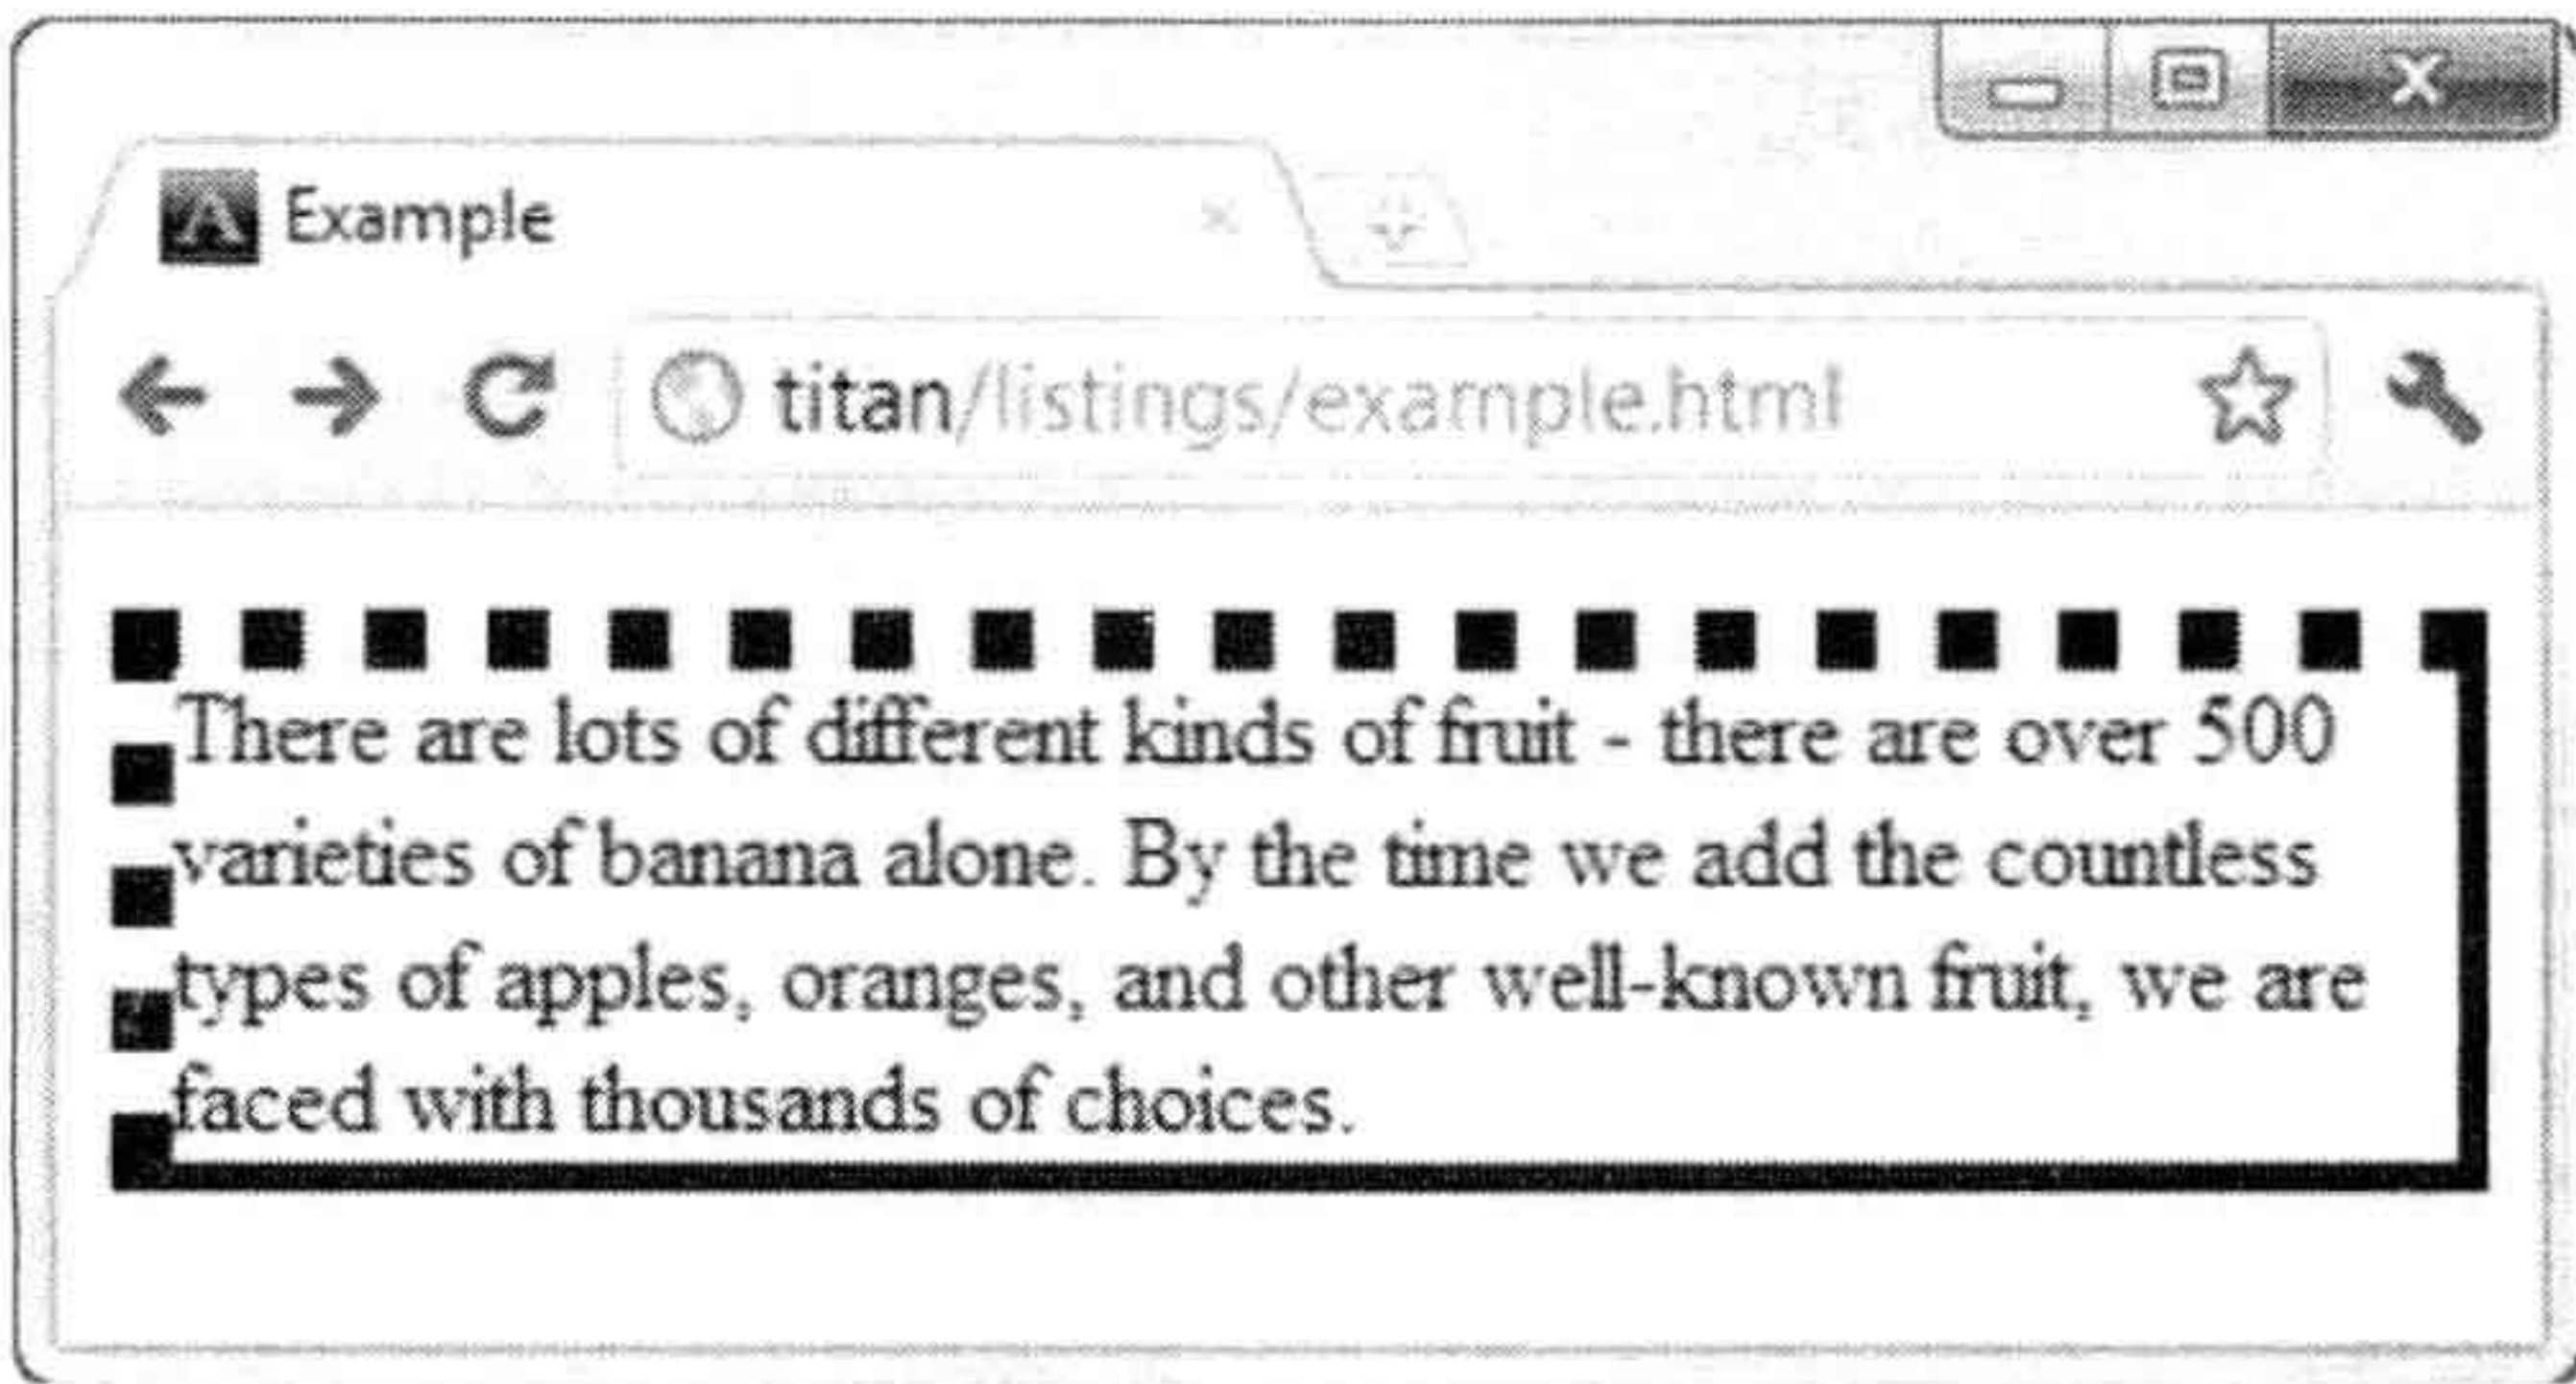 Example
titan/listings/example.html
There are lots of different kinds of fruit - there are over 500
varieties of banana alone. By the time we add the countless
types of apples, oranges, and other well-known fruit, we are
faced with thousands of choices.